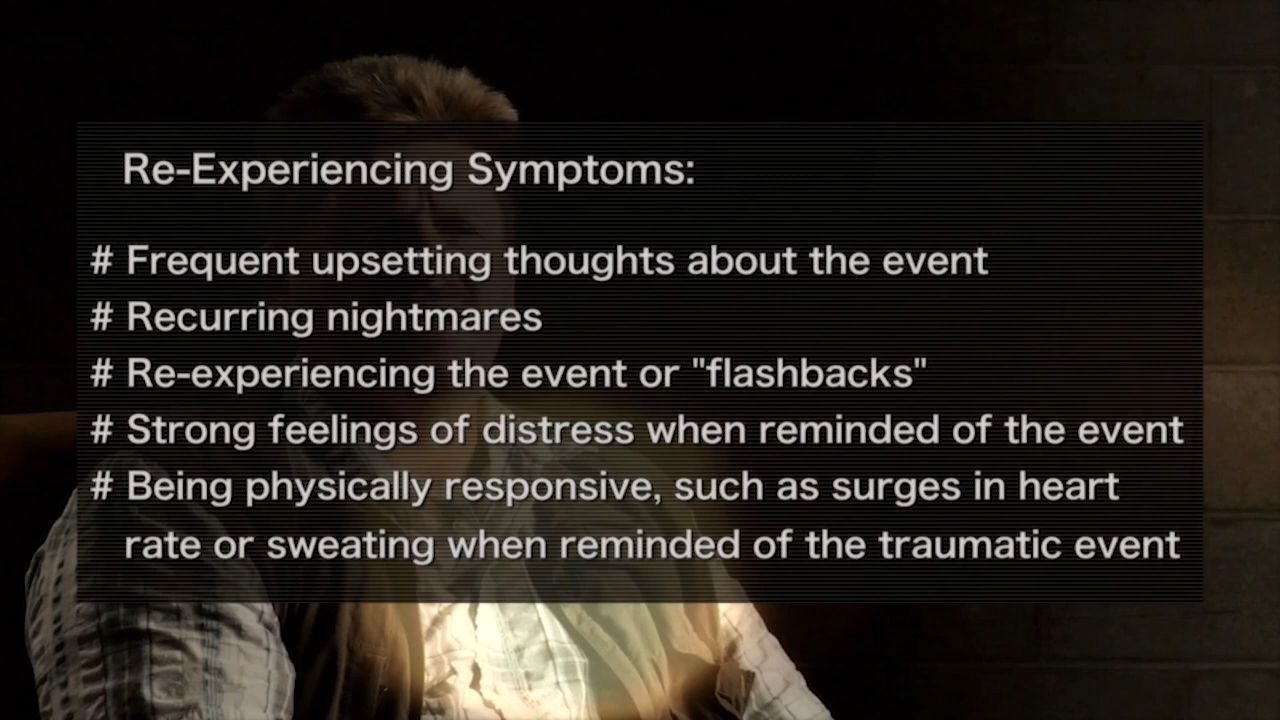 Re-Experiencing Symptoms:
# Frequent upsetting thoughts about the event
# Recurring nightmares
# Re-experiencing the event or "flashbacks"
# Strong feelings of distress when reminded of the event
# Being physically responsive, such as surges in heart
rate or sweating when reminded of the traumatic event